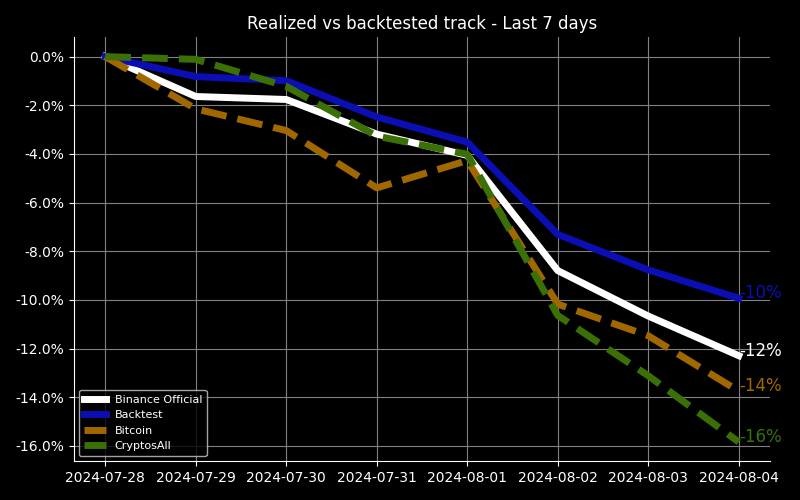 Realized vs backtested track - Last 7 days
0.0%
-2.0%
-4.0%
-6.0%
-8.0%
-10.0%
-12.0%
-14.0%
-16.0%
-10%
-12%
-14%
-16%
Binance Official
Backtest
Bitcoin
CryptosAll
2024-07-28 2024-07-29 2024-07-30 2024-07-31 2024-08-01 2024-08-02 2024-08-03 2024-08-04